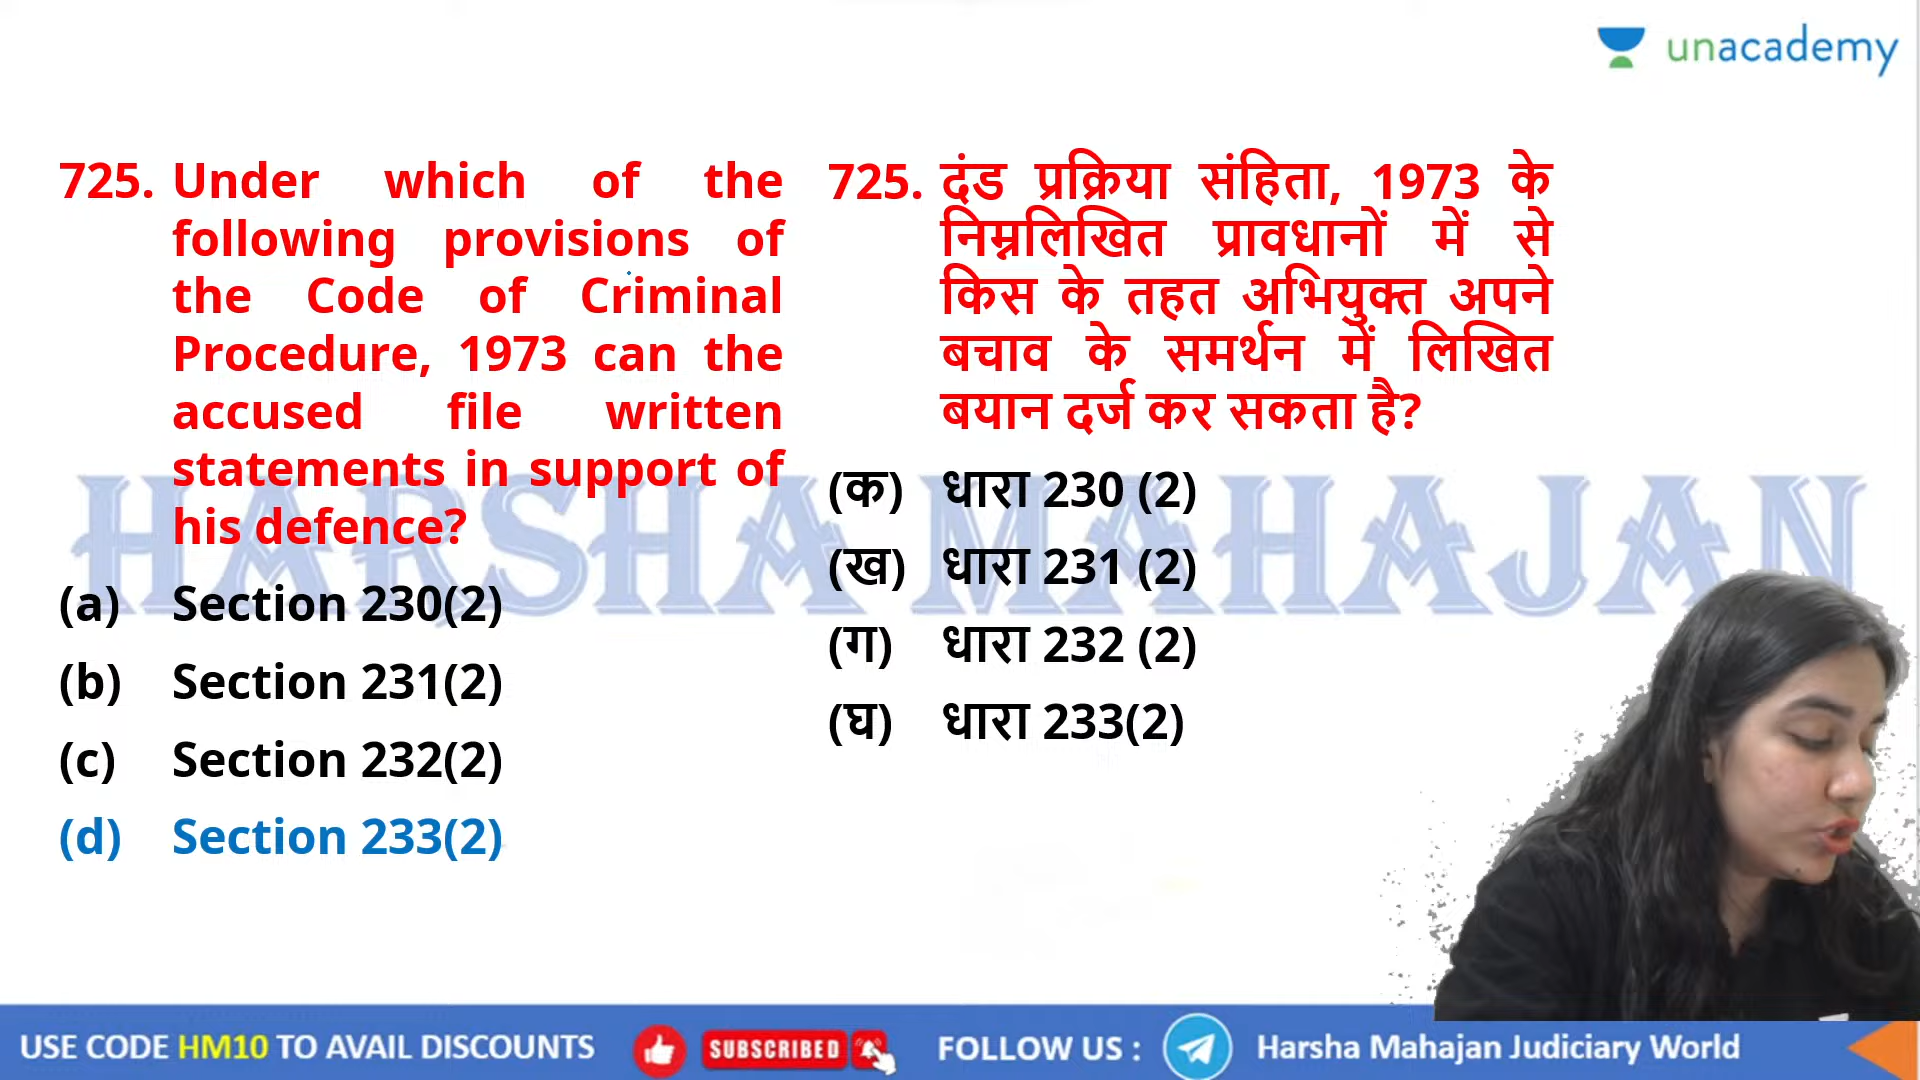 unacademy
725. Under which of the
following provisions of
the Code of Criminal
Procedure, 1973 can the
accused file written
statements in support of
his defence?
(a) Section 230(2)
(b) Section 231(2)
(c) Section 232(2)
(d) Section 233(2)
725. दंड प्रक्रिया संहिता, 1973 के
निम्नलिखित प्रावधानों में से
किस के तहत अभियुक्त अपने
बचाव के समर्थन में लिखित
बयान दर्ज कर सकता है?
(क) धारा 230 (2)
(ख) धारा 231 (2)
(ग) धारा 232 (2)
(घ) धारा 233(2)
HARSHA MAHAJAN
USE CODE HM10 TO AVAIL DISCOUNTS SUBSCRIBED FOLLOW US : Harsha Mahajan Judiciary World